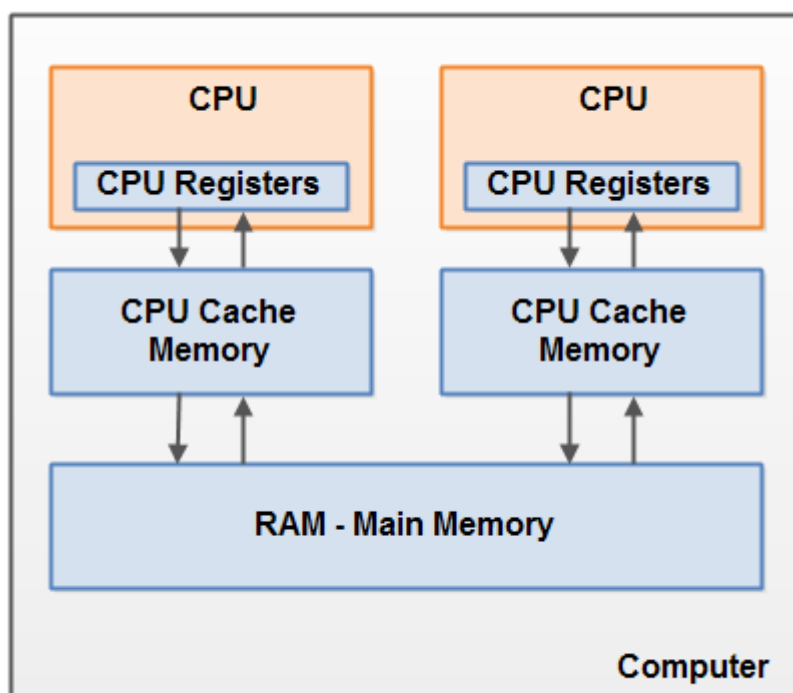 CPU
CPU
CPU Registers
CPU Registers
CPU Cache
Memory
CPU Cache
Memory
RAM - Main Memory
Computer